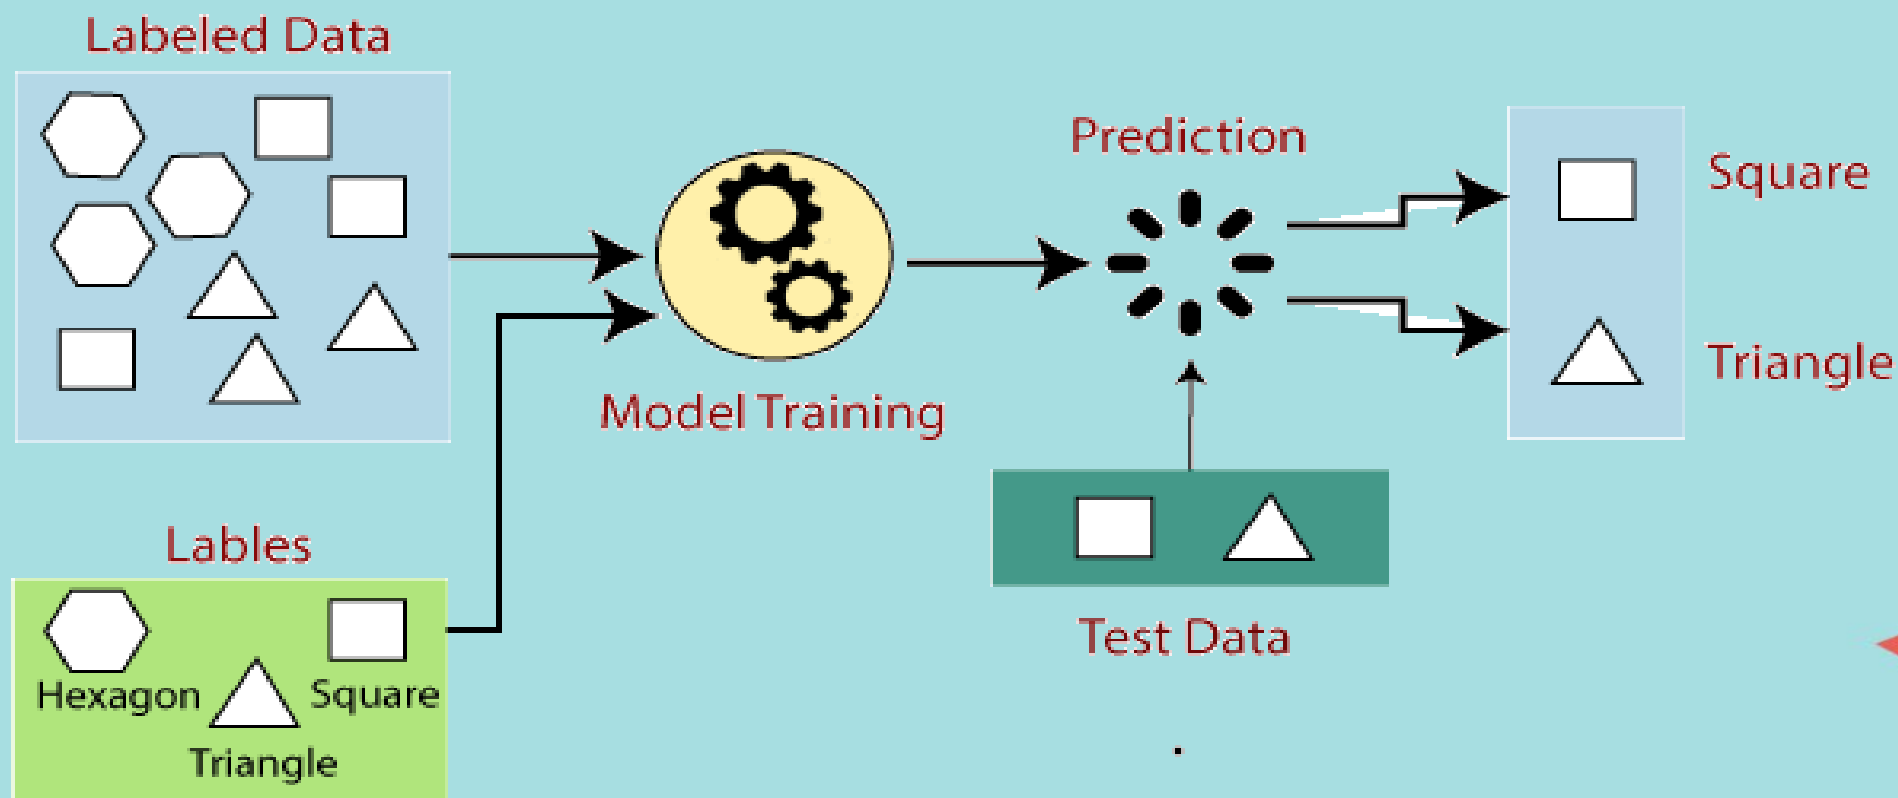 Labeled Data
Prediction
Square
Triangle
Model Training
Lables
Hexagon
Square
Triangle
Test Data